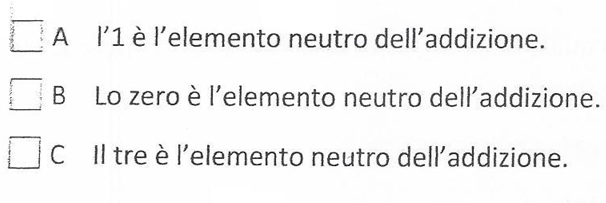 A l'1 è l'elemento neutro dell'addizione.
B Lo zero è l'elemento neutro dell'addizione.
C Il tre è l'elemento neutro dell'addizione.